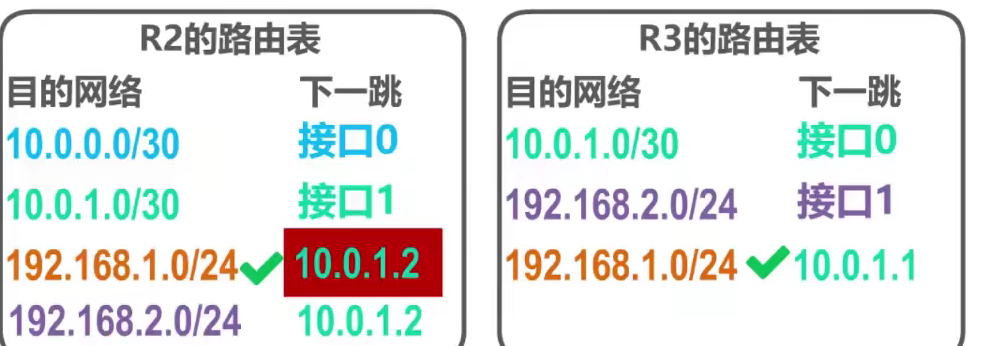 R2的路由表
目的网络 下一跳
10.0.0.0/30 接口0
10.0.1.0/30 接口1
192.168.1.0/24 10.0.1.2
192.168.2.0/24 10.0.1.2
R3的路由表
目的网络 下一跳
10.0.1.0/30 接口0
192.168.2.0/24 接口1
192.168.1.0/24 10.0.1.1